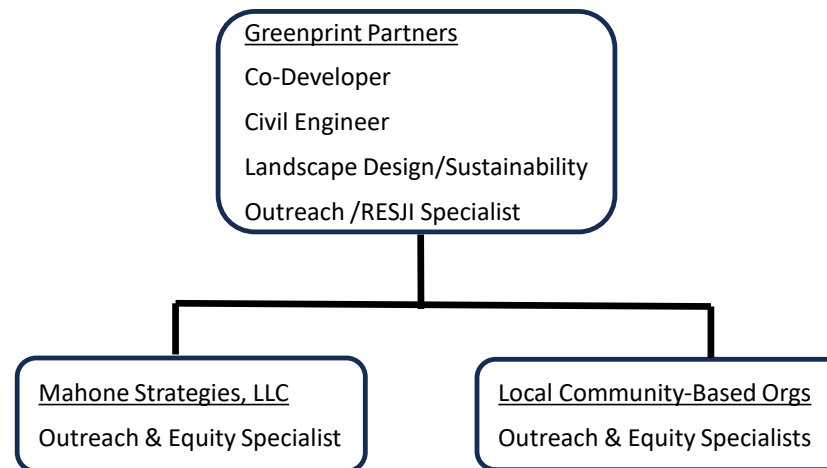 Greenprint Partners
Co-Developer
Civil Engineer
Landscape Design/Sustainability
Outreach /RESJI Specialist
Mahone Strategies, LLC
Outreach & Equity Specialist
Local Community-Based Orgs
Outreach & Equity Specialists